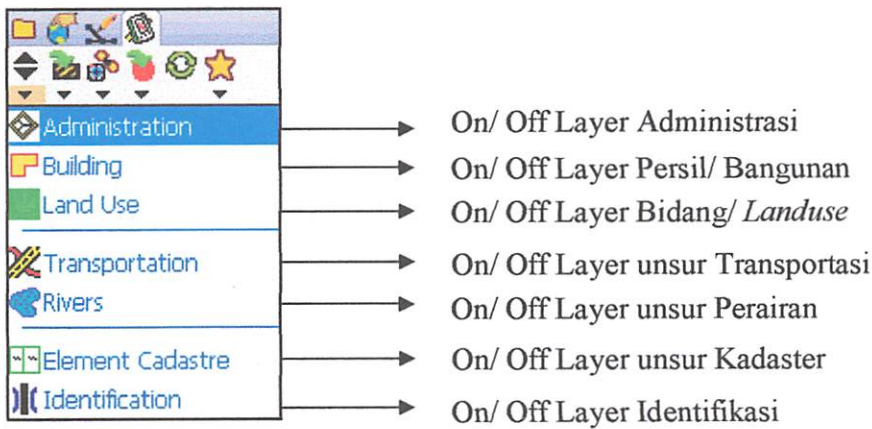 Administration On/ Off Layer Administrasi
Building On/ Off Layer Persil/ Bangunan
Land Use On/ Off Layer Bidang/ Landuse
Transportation On/ Off Layer unsur Transportasi
Rivers On/ Off Layer unsur Perairan
Element Cadastre On/ Off Layer unsur Kadaster
Identification On/ Off Layer Identifikasi